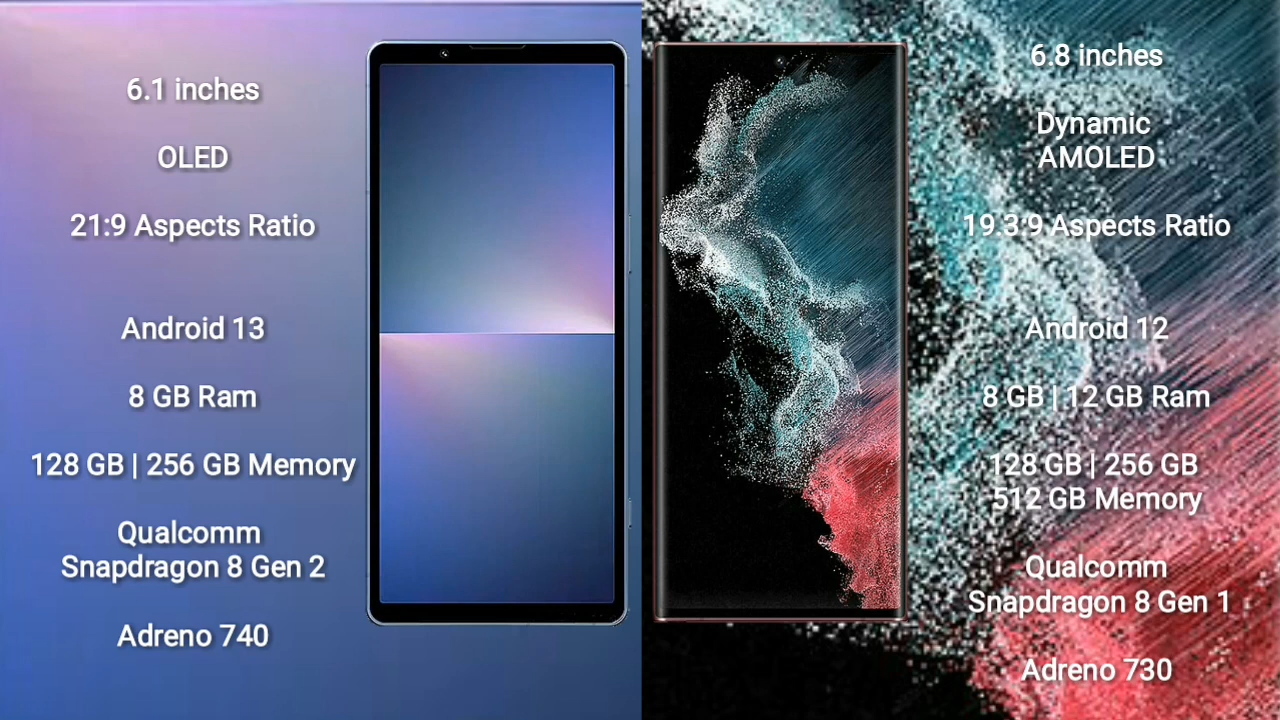 6.1 inches
OLED
21:9 Aspects Ratio
Android 13
8 GB Ram
128 GB | 256 GB Memory
Qualcomm
Snapdragon 8 Gen 2
Adreno 740
6.8 inches
Dynamic
AMOLED
19.3:9 Aspects Ratio
Android 12
8 GB | 12 GB Ram
128 GB | 256 GB
512 GB Memory
Qualcomm
Snapdragon 8 Gen 1
Adreno 730